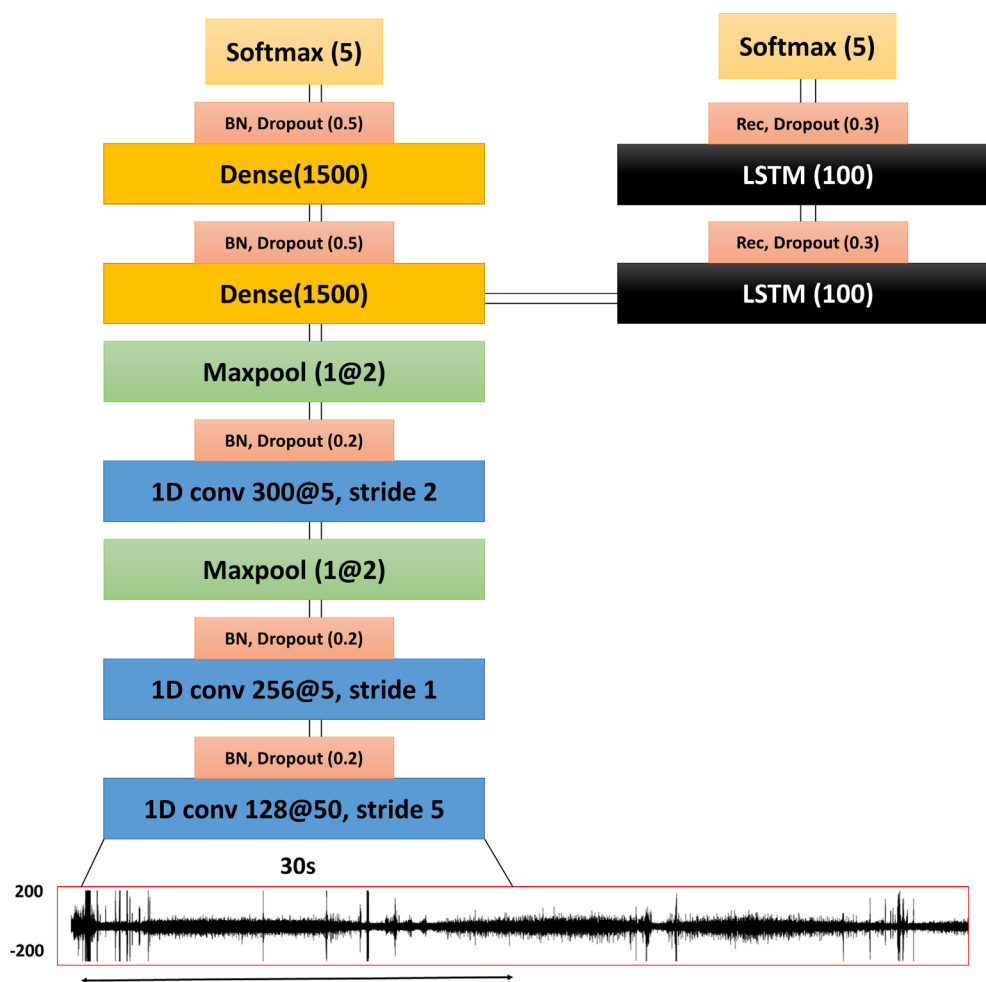 Softmax (5)
BN, Dropout (0.5)
Dense(1500)
BN, Dropout (0.5)
Dense(1500)
Maxpool (1@2)
BN, Dropout (0.2)
1D conv 300@5, stride 2
Maxpool (1@2)
BN, Dropout (0.2)
1D conv 256@5, stride 1
BN, Dropout (0.2)
1D conv 128@50, stride 5
30s
200
-200
Softmax (5)
Rec, Dropout (0.3)
LSTM (100)
Rec, Dropout (0.3)
LSTM (100)